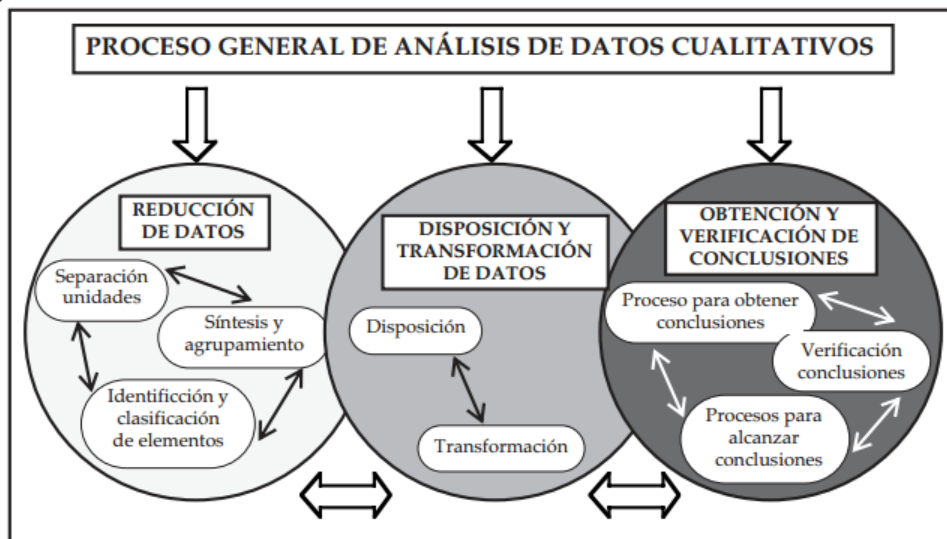 PROCESO GENERAL DE ANÁLISIS DE DATOS CUALITATIVOS
REDUCCIÓN
DE DATOS
Separación
unidades
Síntesis y
agrupamiento
Identificción y
clasificación
de elementos
DISPOSICIÓN Y
TRANSFORMACIÓN
DE DATOS
Disposición
Transformación
OBTENCIÓN Y
VERIFICACIÓN DE
CONCLUSIONES
Proceso para obtener
conclusiones
Verificación
conclusiones
Procesos para
alcanzar
conclusiones